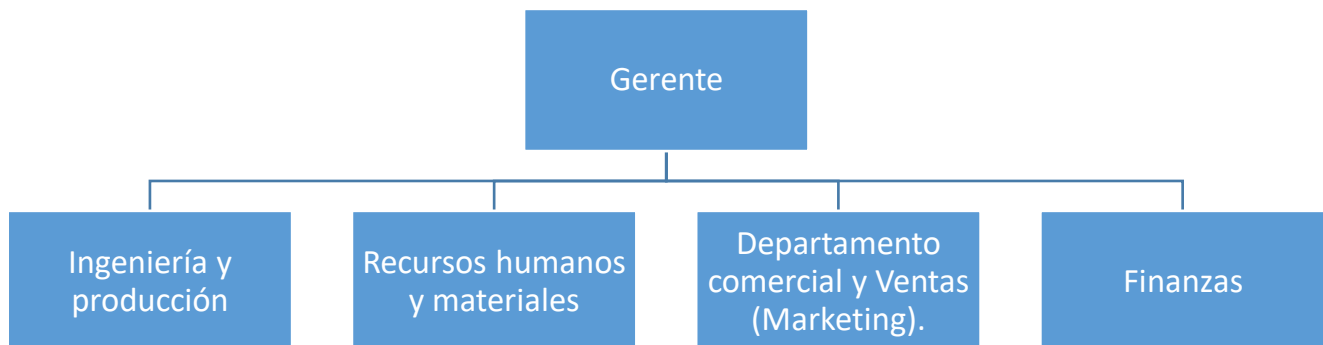 Gerente
Ingeniería y
producción
Recursos humanos
y materiales
Departamento
comercial y Ventas
(Marketing).
Finanzas